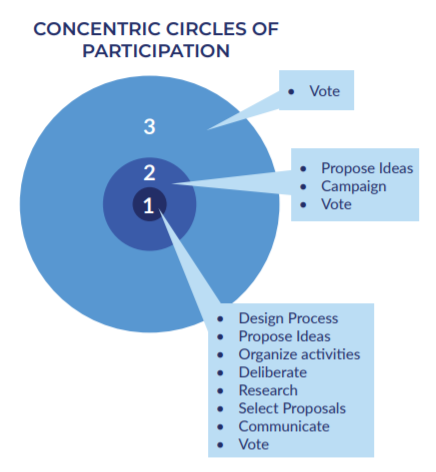 CONCENTRIC CIRCLES OF
PARTICIPATION
• Vote
3
2
• Propose Ideas
• Campaign
• Vote
1
• Design Process
• Propose Ideas
• Organize activities
• Deliberate
• Research
• Select Proposals
• Communicate
• Vote